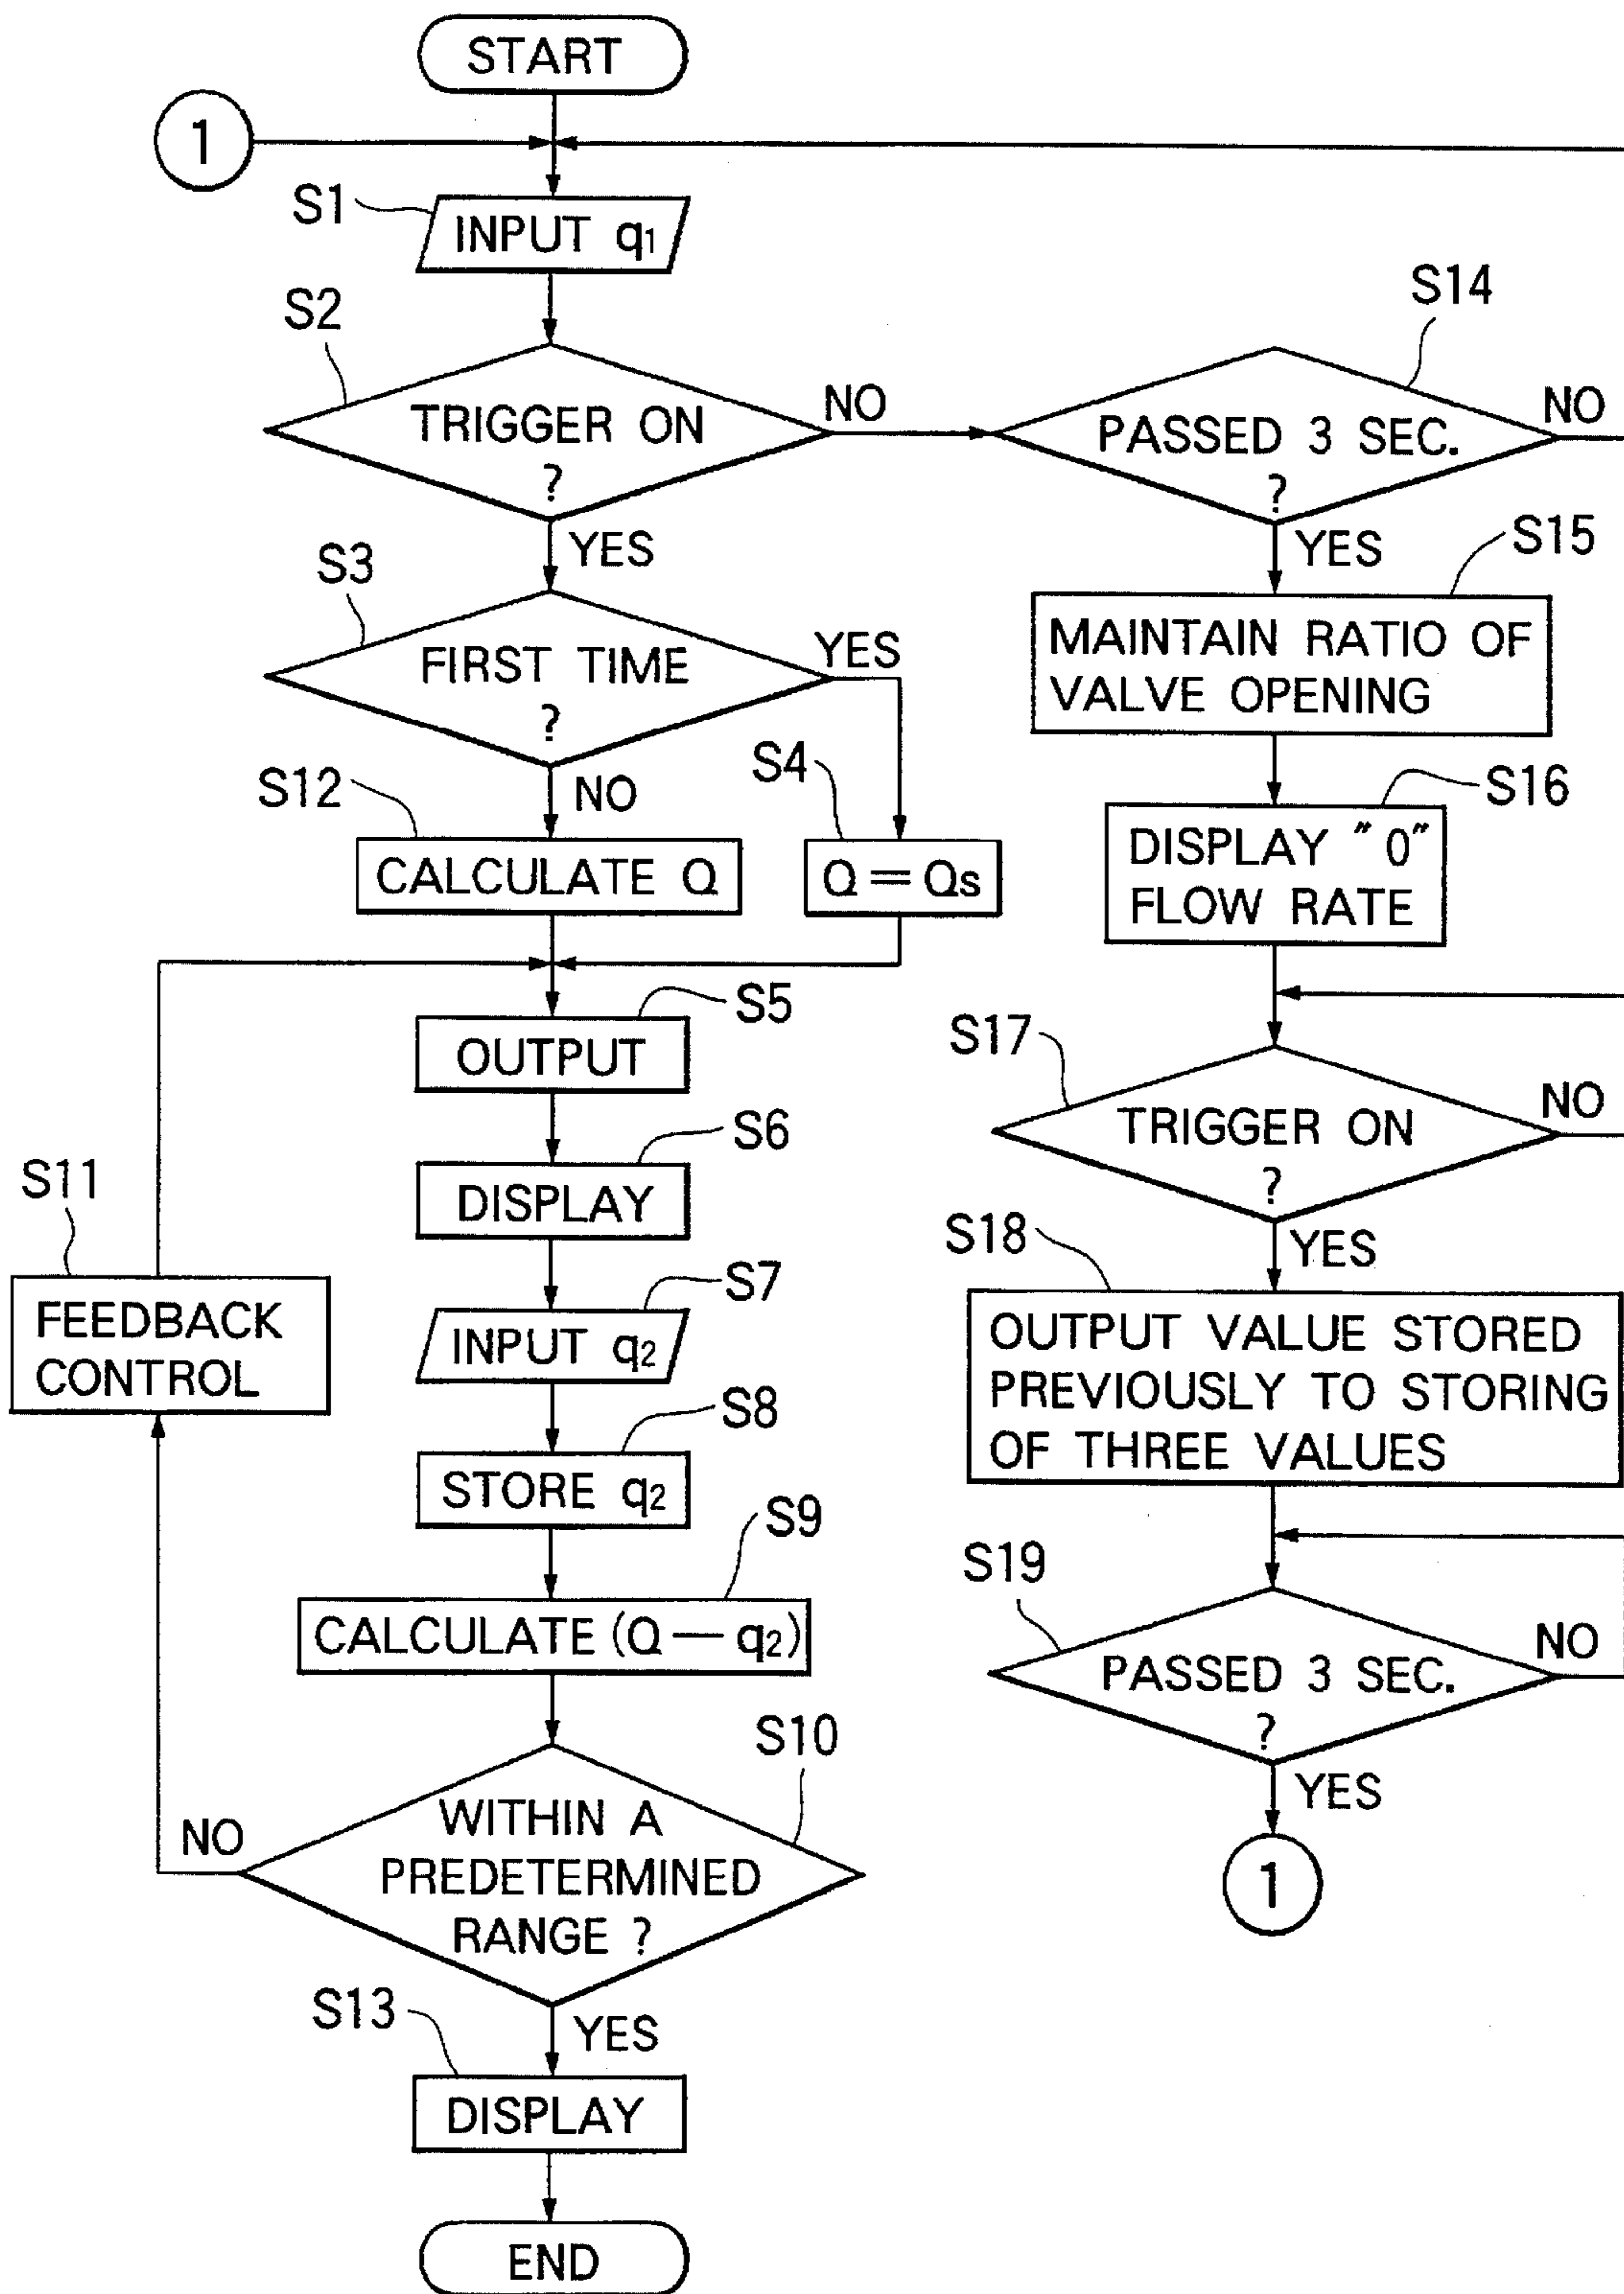 START
1
S1
INPUT q1
S2
TRIGGER ON
?
NO
YES
S3
FIRST TIME
?
YES
NO
S12
CALCULATE Q
S4
Q = Qs
S5
OUTPUT
S6
DISPLAY
S7
INPUT q2
S8
STORE q2
S9
CALCULATE (Q — q2)
S10
WITHIN A
PREDETERMINED
RANGE ?
NO
S11
FEEDBACK
CONTROL
YES
S13
DISPLAY
END
S14
PASSED 3 SEC.
?
NO
YES
S15
MAINTAIN RATIO OF
VALVE OPENING
S16
DISPLAY "0"
FLOW RATE
S17
TRIGGER ON
?
NO
YES
S18
OUTPUT VALUE STORED
PREVIOUSLY TO STORING
OF THREE VALUES
S19
PASSED 3 SEC.
?
NO
YES
1